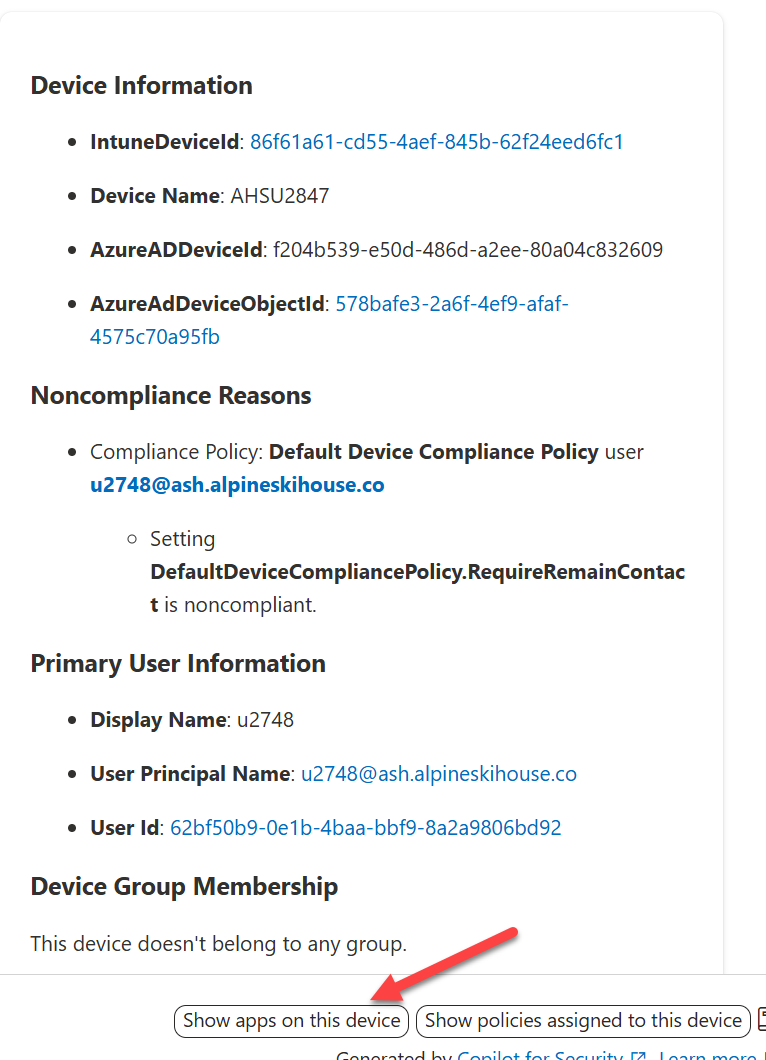 Device Information
IntuneDeviceId: 86f61a61-cd55-4aef-845b-62f24eed6fc1
Device Name: AHSU2847
AzureADDeviceId: f204b539-e50d-486d-a2ee-80a04c832609
AzureAdDeviceObjectId: 578bafe3-2a6f-4ef9-afaf-
4575c70a95fb
Noncompliance Reasons
Compliance Policy: Default Device Compliance Policy user
u2748@ash.alpineskihouse.co
Setting
DefaultDeviceCompliancePolicy.RequireRemainContac
t is noncompliant.
Primary User Information
Display Name: u2748
User Principal Name: u2748@ash.alpineskihouse.co
User Id: 62bf50b9-0e1b-4baa-bbf9-8a2a9806bd92
Device Group Membership
This device doesn't belong to any group.
Show apps on this device Show policies assigned to this device
Generated by Copilot for Security Learn more